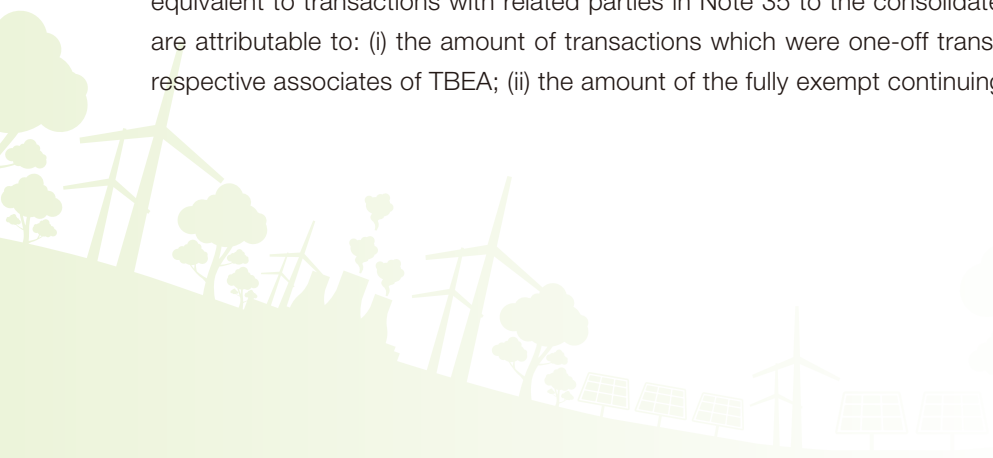 equivalent to transactions with related parties in Note 35 to the consolidate
are attributable to: (i) the amount of transactions which were one-off trans
respective associates of TBEA; (ii) the amount of the fully exempt continuing